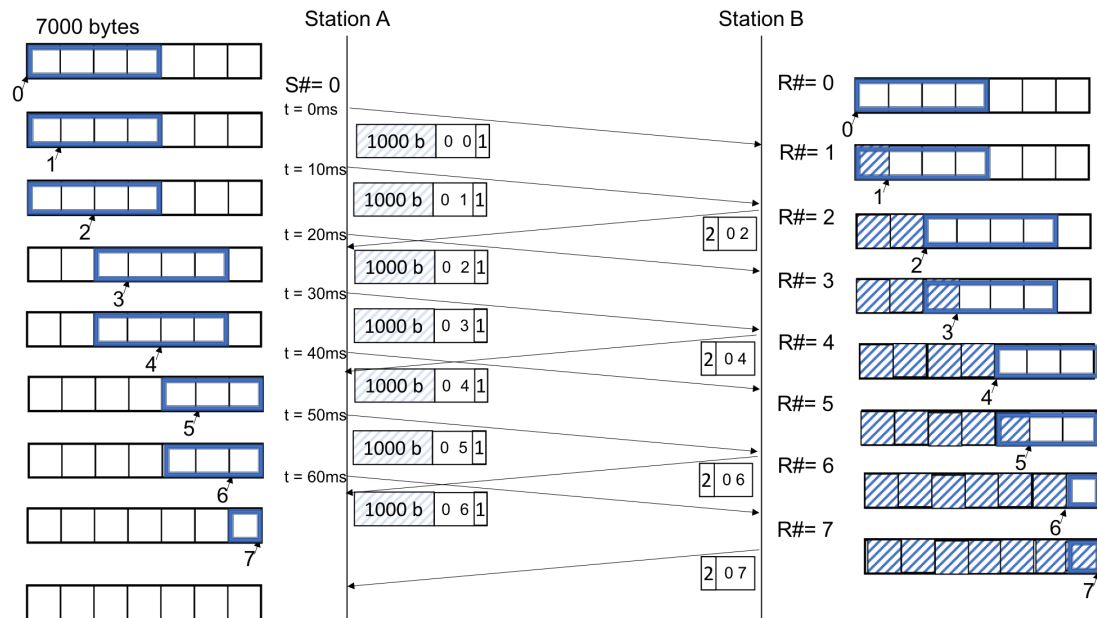 7000 bytes
Station A
Station B
S#= 0
R#= 0
0
t = 0ms
0
1000 b 0 0 1
R#= 1
1
t = 10ms
1
1000 b 0 1 1
R#= 2
2
2 0 2
t = 20ms
2
1000 b 0 2 1
R#= 3
3
t = 30ms
3
1000 b 0 3 1
R#= 4
4
2 0 4
t = 40ms
4
1000 b 0 4 1
R#= 5
5
t = 50ms
5
1000 b 0 5 1
R#= 6
6
2 0 6
t = 60ms
6
1000 b 0 6 1
R#= 7
7
2 0 7
7